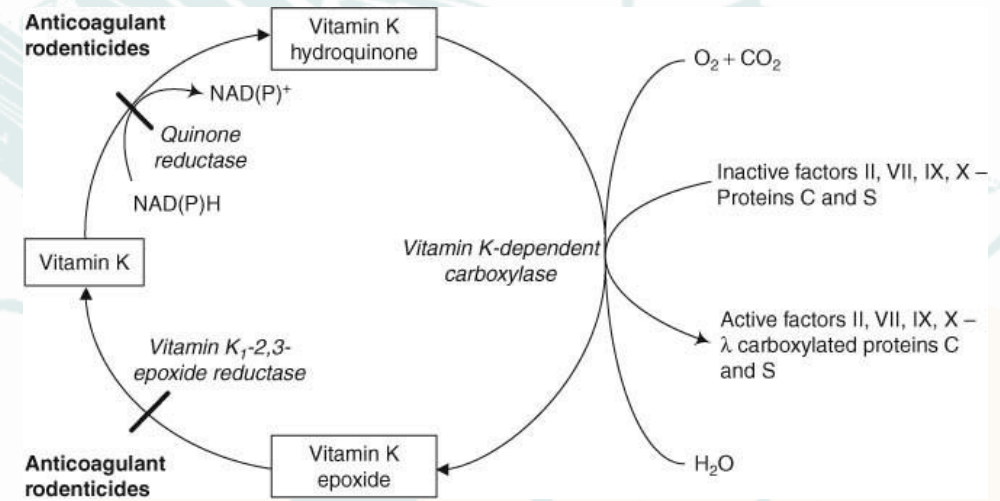 Anticoagulant
rodenticides
Vitamin K
hydroquinone
O₂ + CO₂
NAD(P)⁺
Quinone
reductase
NAD(P)H
Inactive factors II, VII, IX, X –
Proteins C and S
Vitamin K-dependent
carboxylase
Vitamin K
Active factors II, VII, IX, X –
λ carboxylated proteins C
and S
Vitamin K₁-2,3-
epoxide reductase
Anticoagulant
rodenticides
Vitamin K
epoxide
H₂O